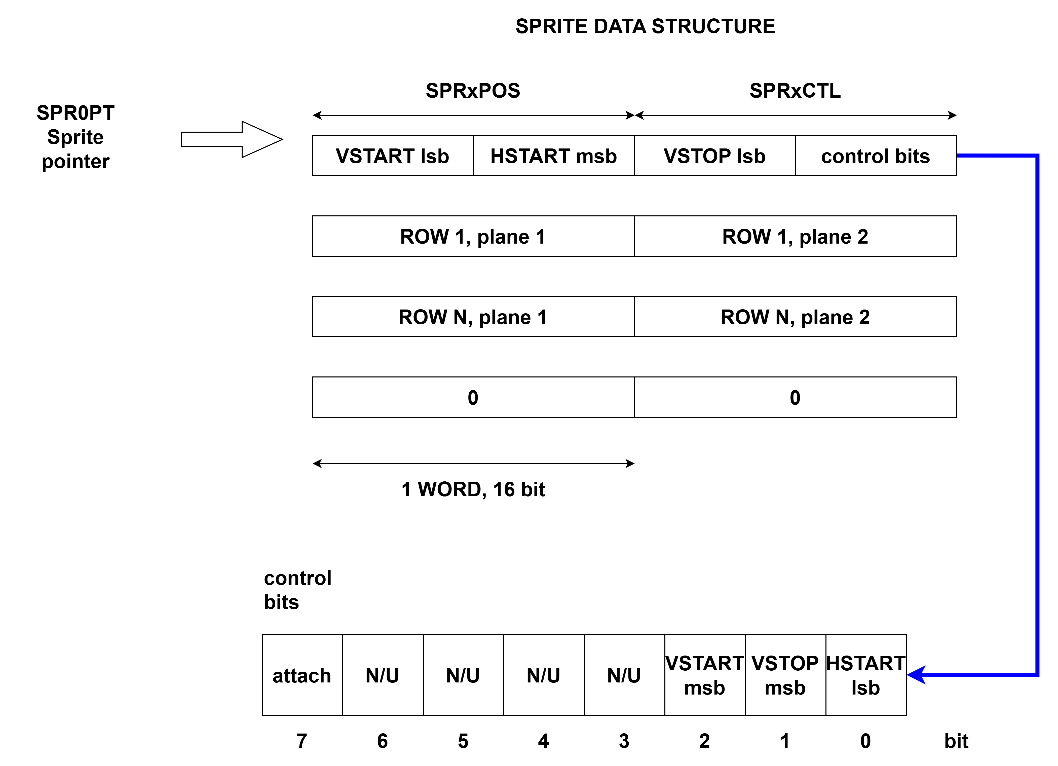 SPRITE DATA STRUCTURE
SPRxPOS SPRxCTL
SPR0PT
Sprite
pointer
VSTART lsb HSTART msb VSTOP lsb control bits
ROW 1, plane 1 ROW 1, plane 2
ROW N, plane 1 ROW N, plane 2
0 0
1 WORD, 16 bit
control
bits
attach N/U N/U N/U N/U VSTART msb VSTOP msb HSTART lsb
7 6 5 4 3 2 1 0 bit